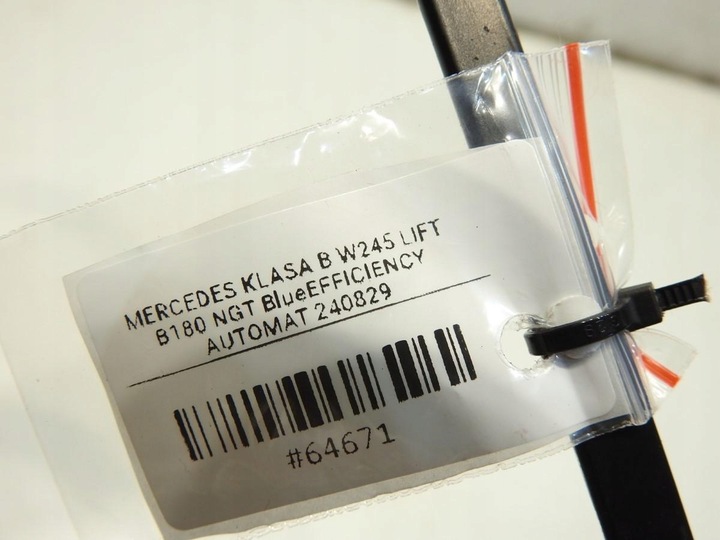 MERCEDES KLASA B W245 LIFT
B180 NGT BlueEFFICIENCY
AUTOMAT 240829
#64671